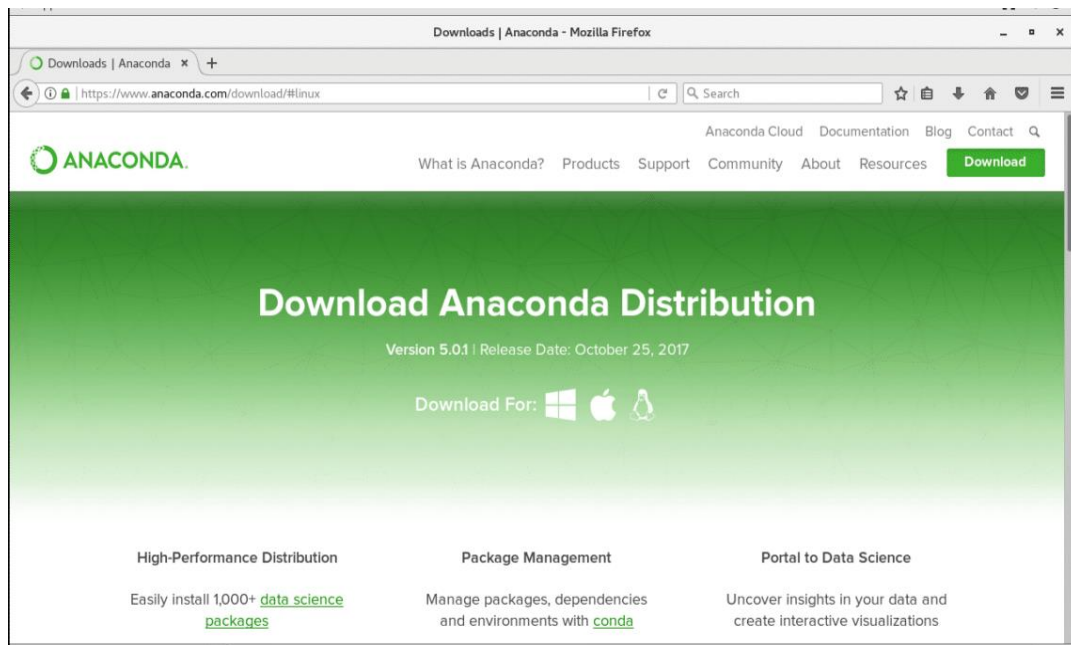 Downloads | Anaconda - Mozilla Firefox
Downloads | Anaconda
https://www.anaconda.com/download/#linux
Search
Anaconda Cloud Documentation Blog Contact
ANACONDA.
What is Anaconda? Products Support Community About Resources Download
Download Anaconda Distribution
Version 5.0.1 | Release Date: October 25, 2017
Download For:
High-Performance Distribution
Easily install 1,000+ data science
packages
Package Management
Manage packages, dependencies
and environments with conda
Portal to Data Science
Uncover insights in your data and
create interactive visualizations